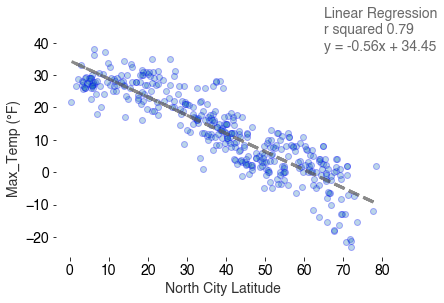 Linear Regression
r squared 0.79
y = -0.56x + 34.45
40
30
20
10
0
−10
−20
Max_Temp (°F)
0 10 20 30 40 50 60 70 80
North City Latitude